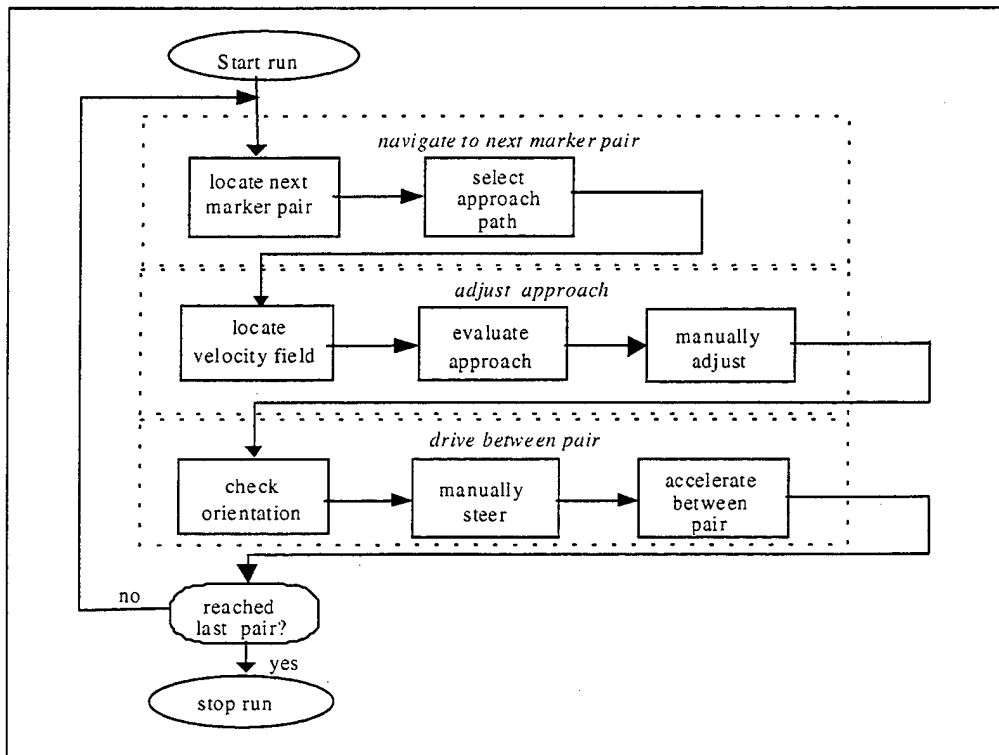 Start run
navigate to next marker pair
locate next
marker pair
select
approach
path
adjust approach
locate
velocity field
evaluate
approach
manually
adjust
drive between pair
check
orientation
manually
steer
accelerate
between
pair
no
reached
last pair?
yes
stop run